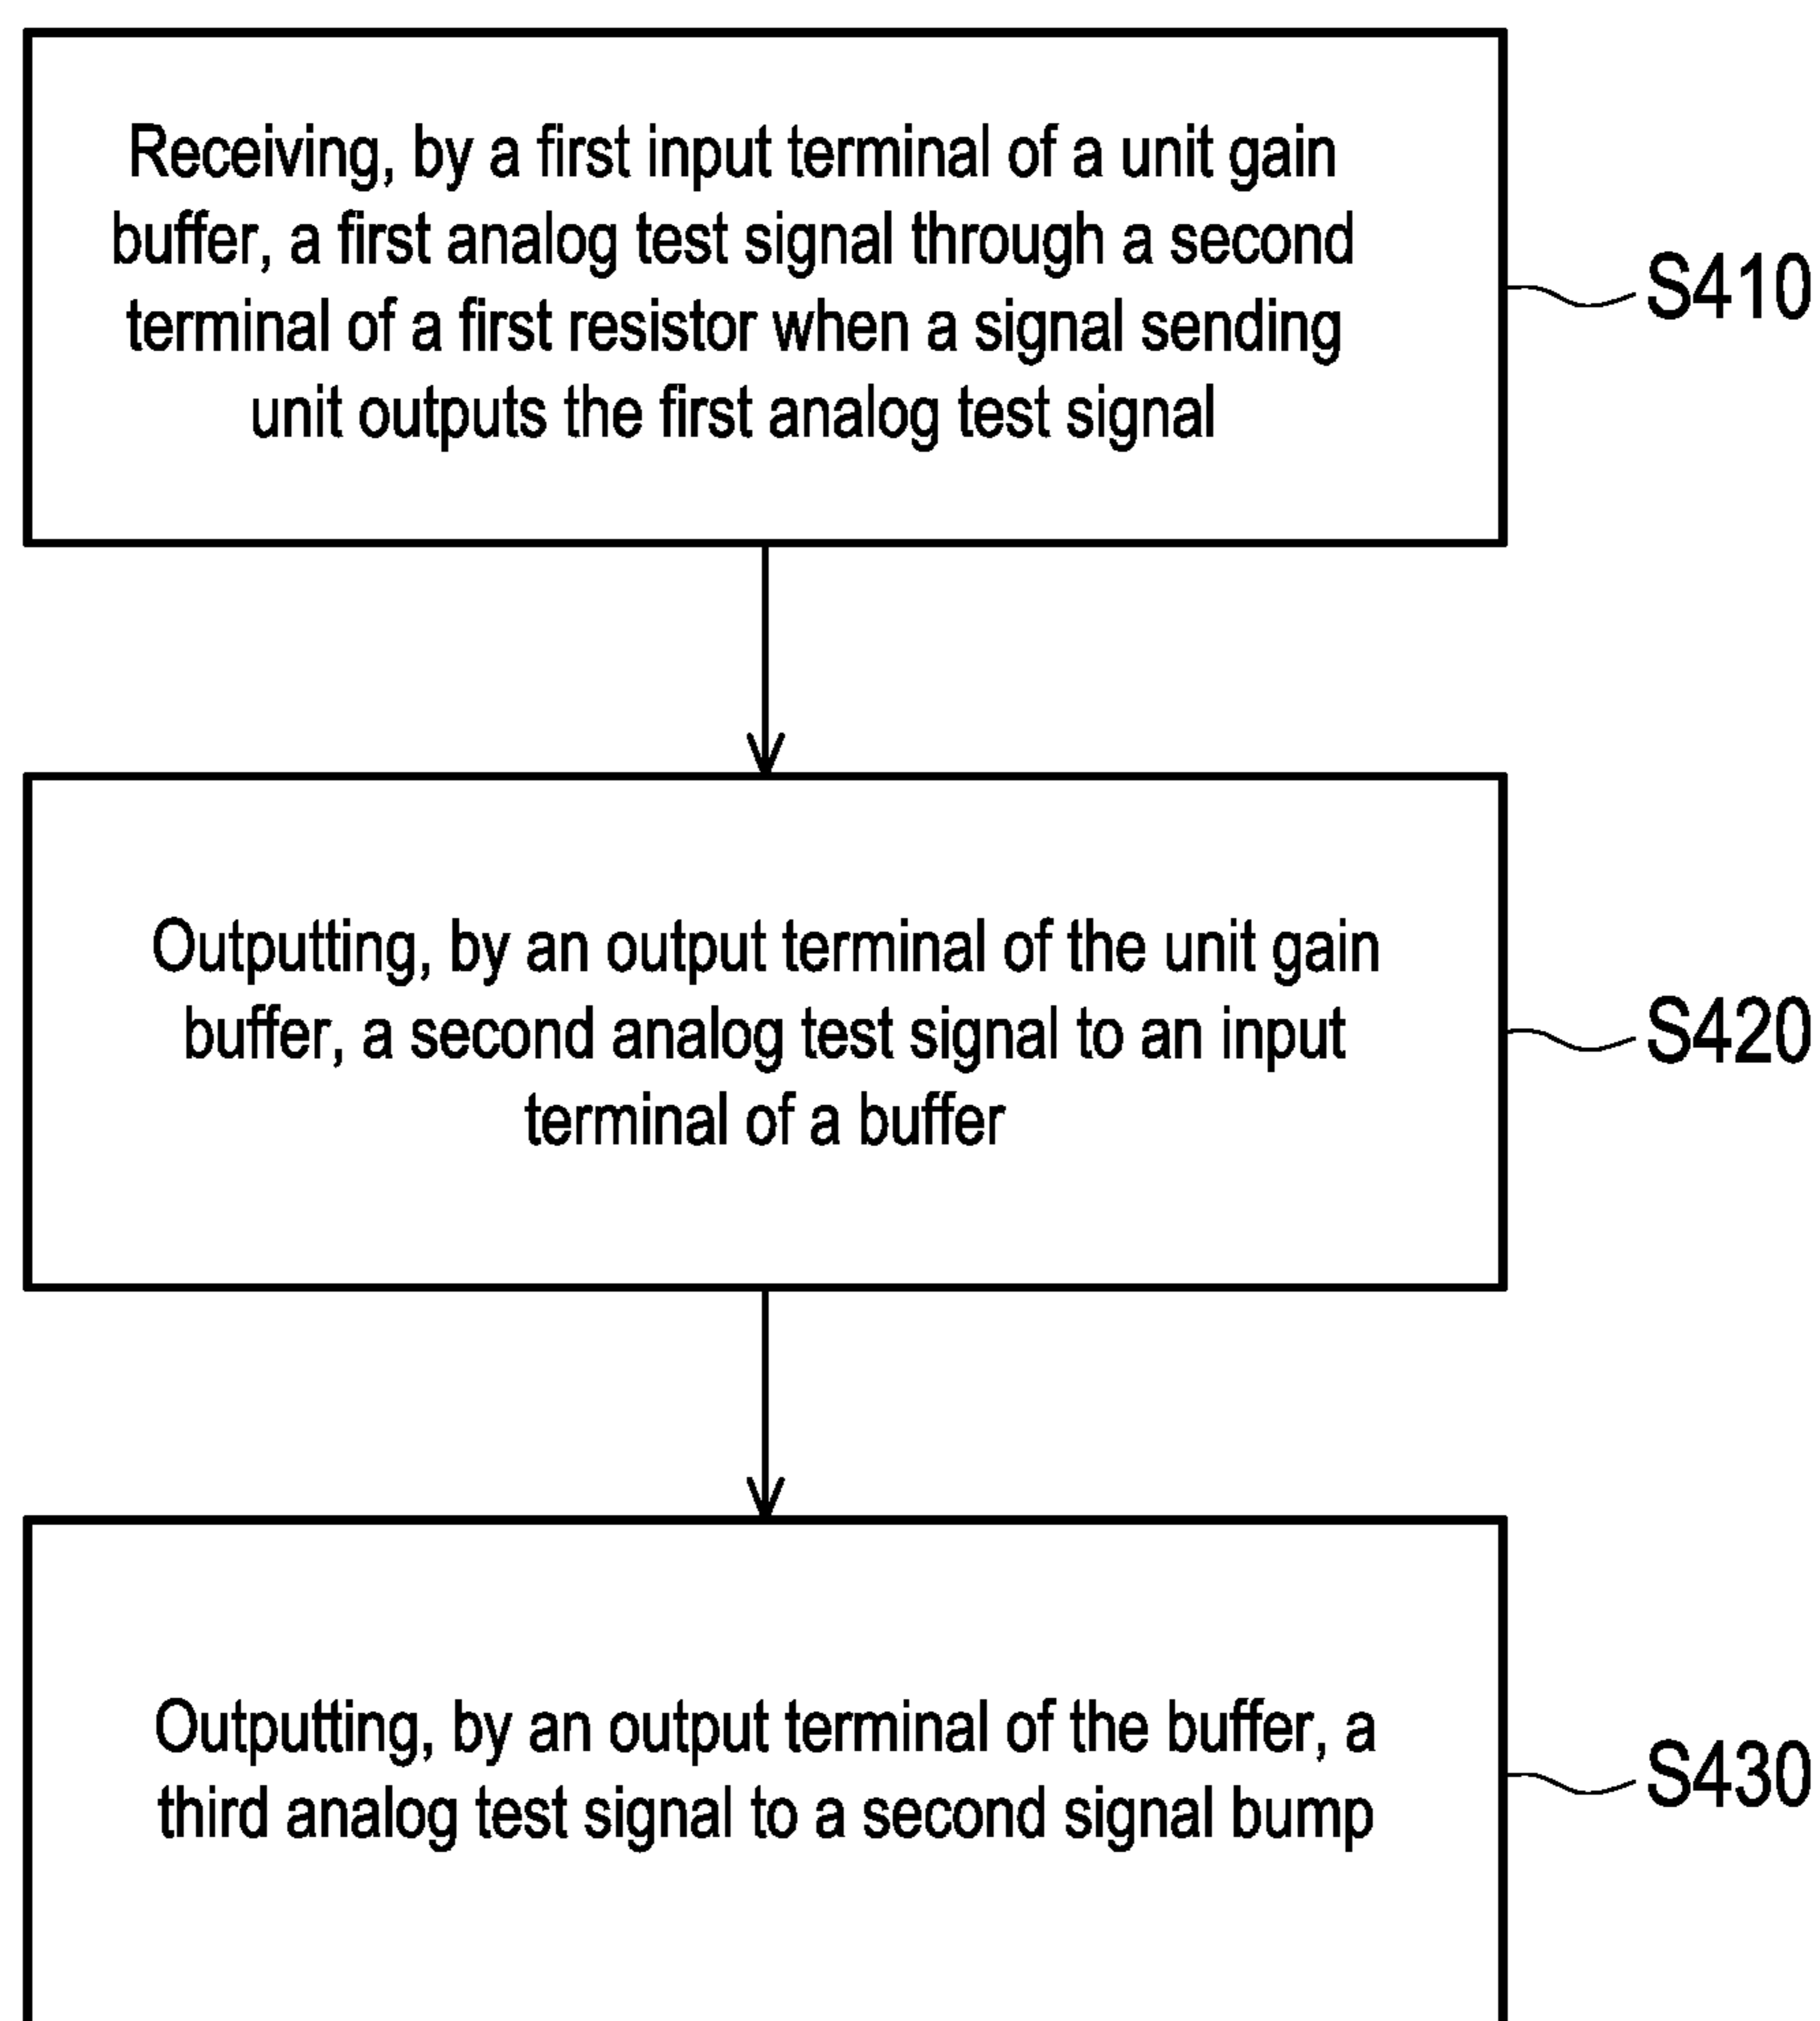 Receiving, by a first input terminal of a unit gain
buffer, a first analog test signal through a second
terminal of a first resistor when a signal sending
unit outputs the first analog test signal
S410
Outputting, by an output terminal of the unit gain
buffer, a second analog test signal to an input
terminal of a buffer
S420
Outputting, by an output terminal of the buffer, a
third analog test signal to a second signal bump
S430